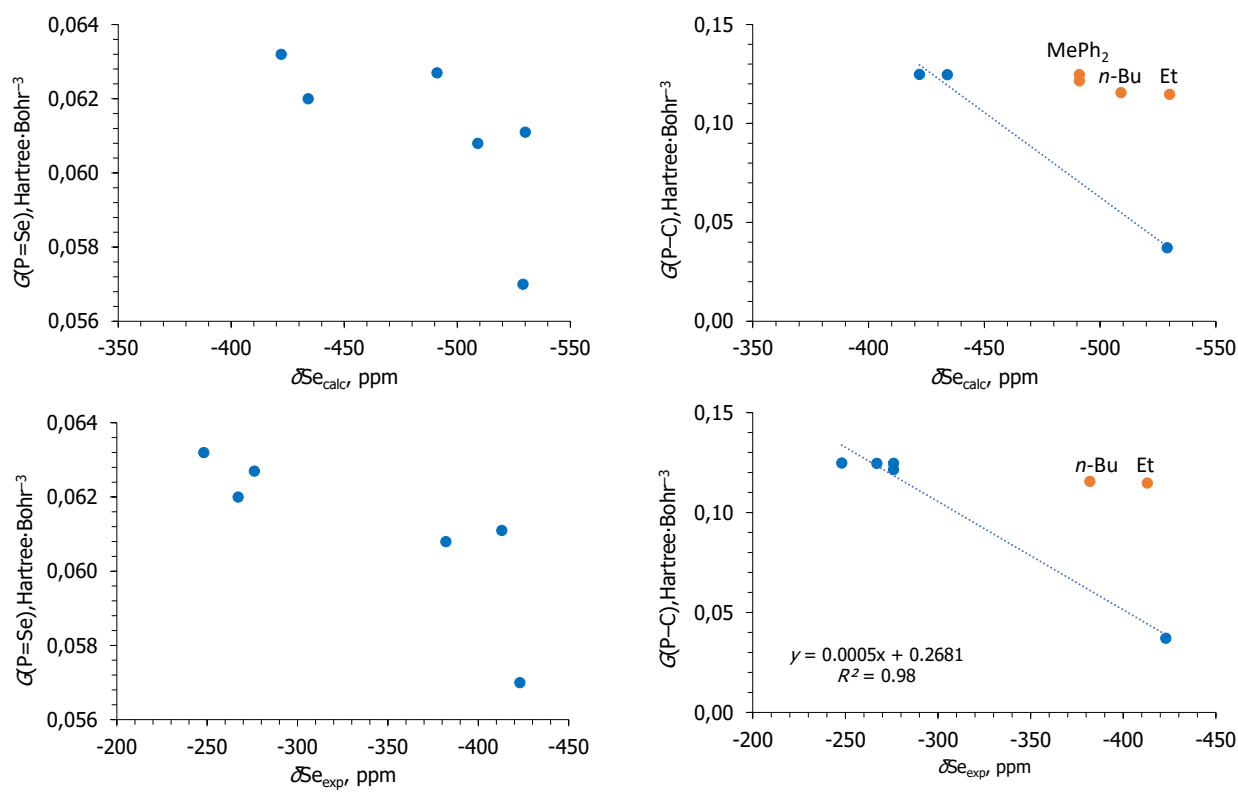 0,064
0,062
0,060
0,058
0,056
G(P=Se),Hartree·Bohr⁻³
-350
-400
-450
-500
-550
δSe_calc, ppm
0,15
0,10
0,05
0,00
G(P–C),Hartree·Bohr⁻³
MePh₂
n-Bu
Et
-350
-400
-450
-500
-550
δSe_calc, ppm
0,064
0,062
0,060
0,058
0,056
G(P=Se),Hartree·Bohr⁻³
-200
-250
-300
-350
-400
-450
δSe_exp, ppm
0,15
0,10
0,05
0,00
G(P–C),Hartree·Bohr⁻³
n-Bu
Et
y = 0.0005x + 0.2681
R² = 0.98
-200
-250
-300
-350
-400
-450
δSe_exp, ppm